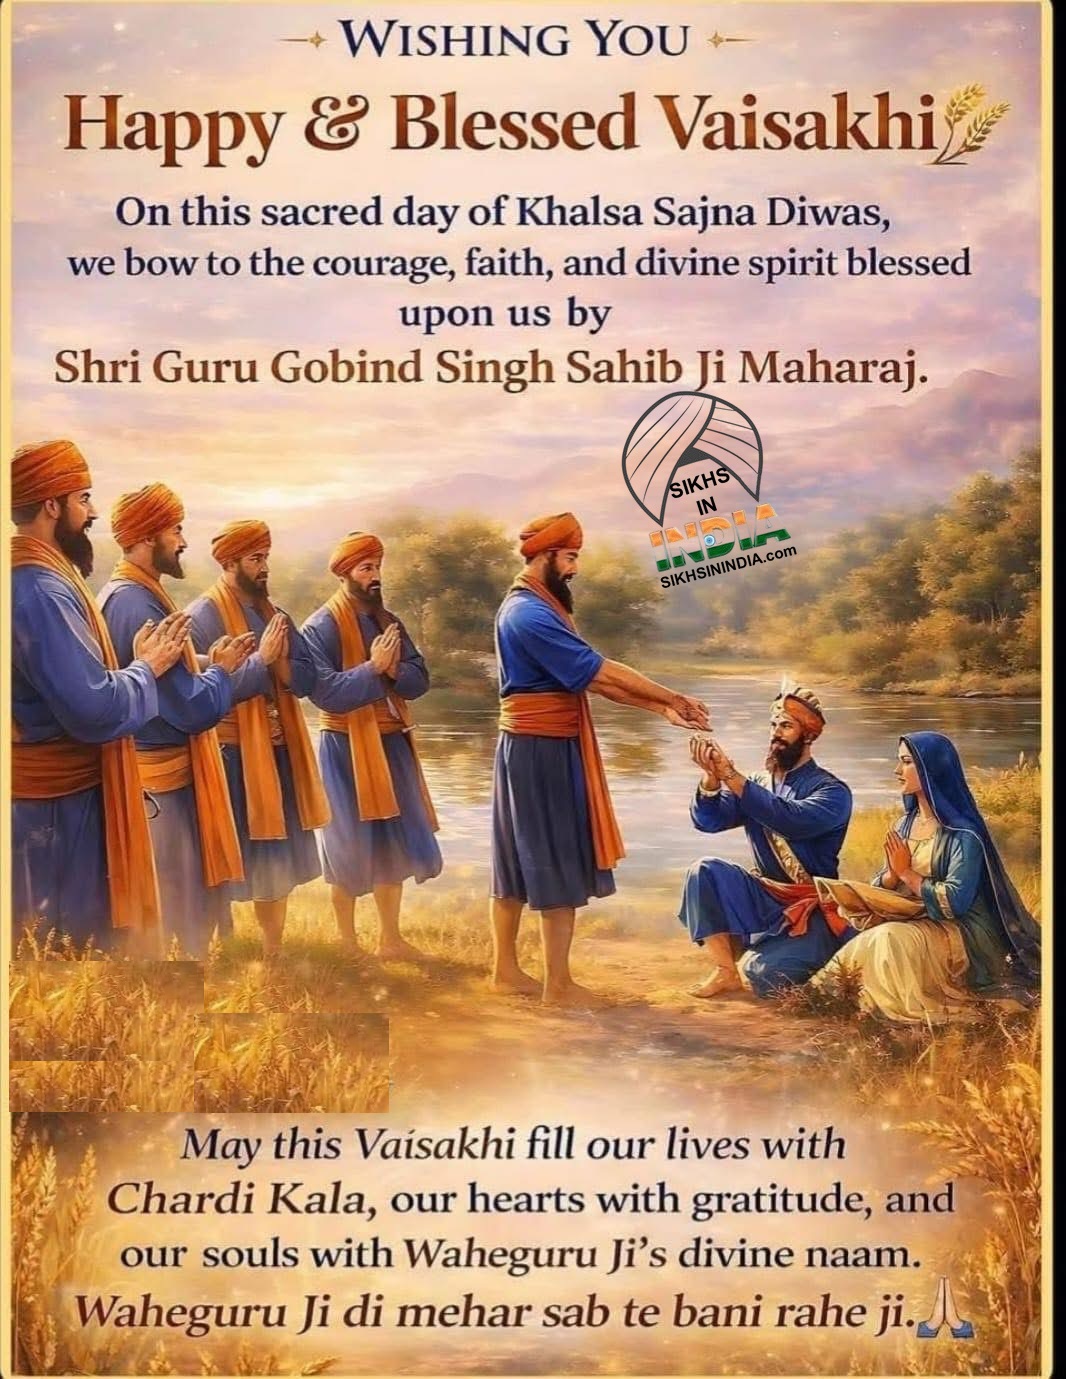 Wishing You
Happy & Blessed Vaisakhi
On this sacred day of Khalsa Sajna Diwas,
we bow to the courage, faith, and divine spirit blessed
upon us by
Shri Guru Gobind Singh Sahib Ji Maharaj.
SIKHS
IN
INDIA
SIKHSININDIA.com
May this Vaisakhi fill our lives with
Chardi Kala, our hearts with gratitude, and
our souls with Waheguru Ji's divine naam.
Waheguru Ji di mehar sab te bani rahe ji.🙏